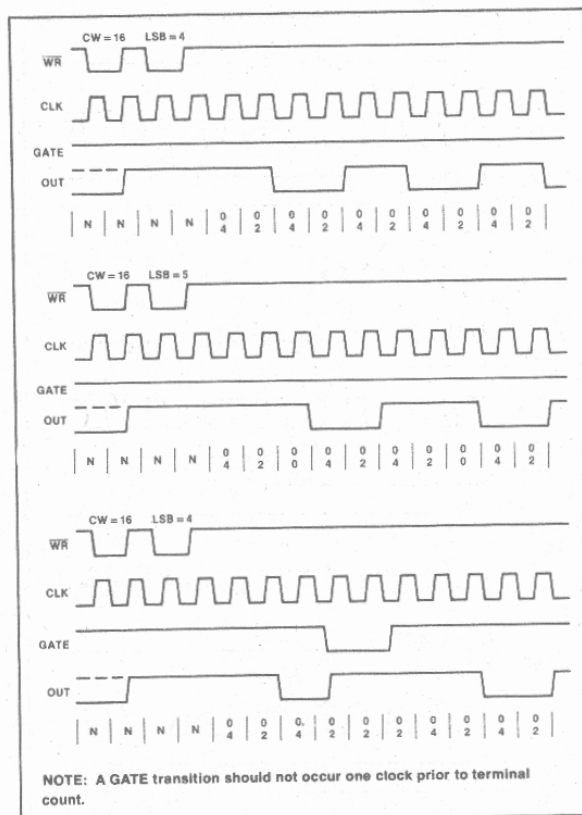 CW = 16 LSB = 4
WR
CLK
GATE
OUT
N N N N 0 0 0 0 0 0 0 0 0 0
4 2 4 2 4 2 4 2 4 2
CW = 16 LSB = 5
WR
CLK
GATE
OUT
N N N N 0 0 0 0 0 0 0 0 0 0
4 2 0 4 2 4 2 0 4 2
CW = 16 LSB = 4
WR
CLK
GATE
OUT
N N N N 0 0 0 0 0 0 0 0 0 0
4 2 4 2 2 2 4 2 4 2
NOTE: A GATE transition should not occur one clock prior to terminal
count.